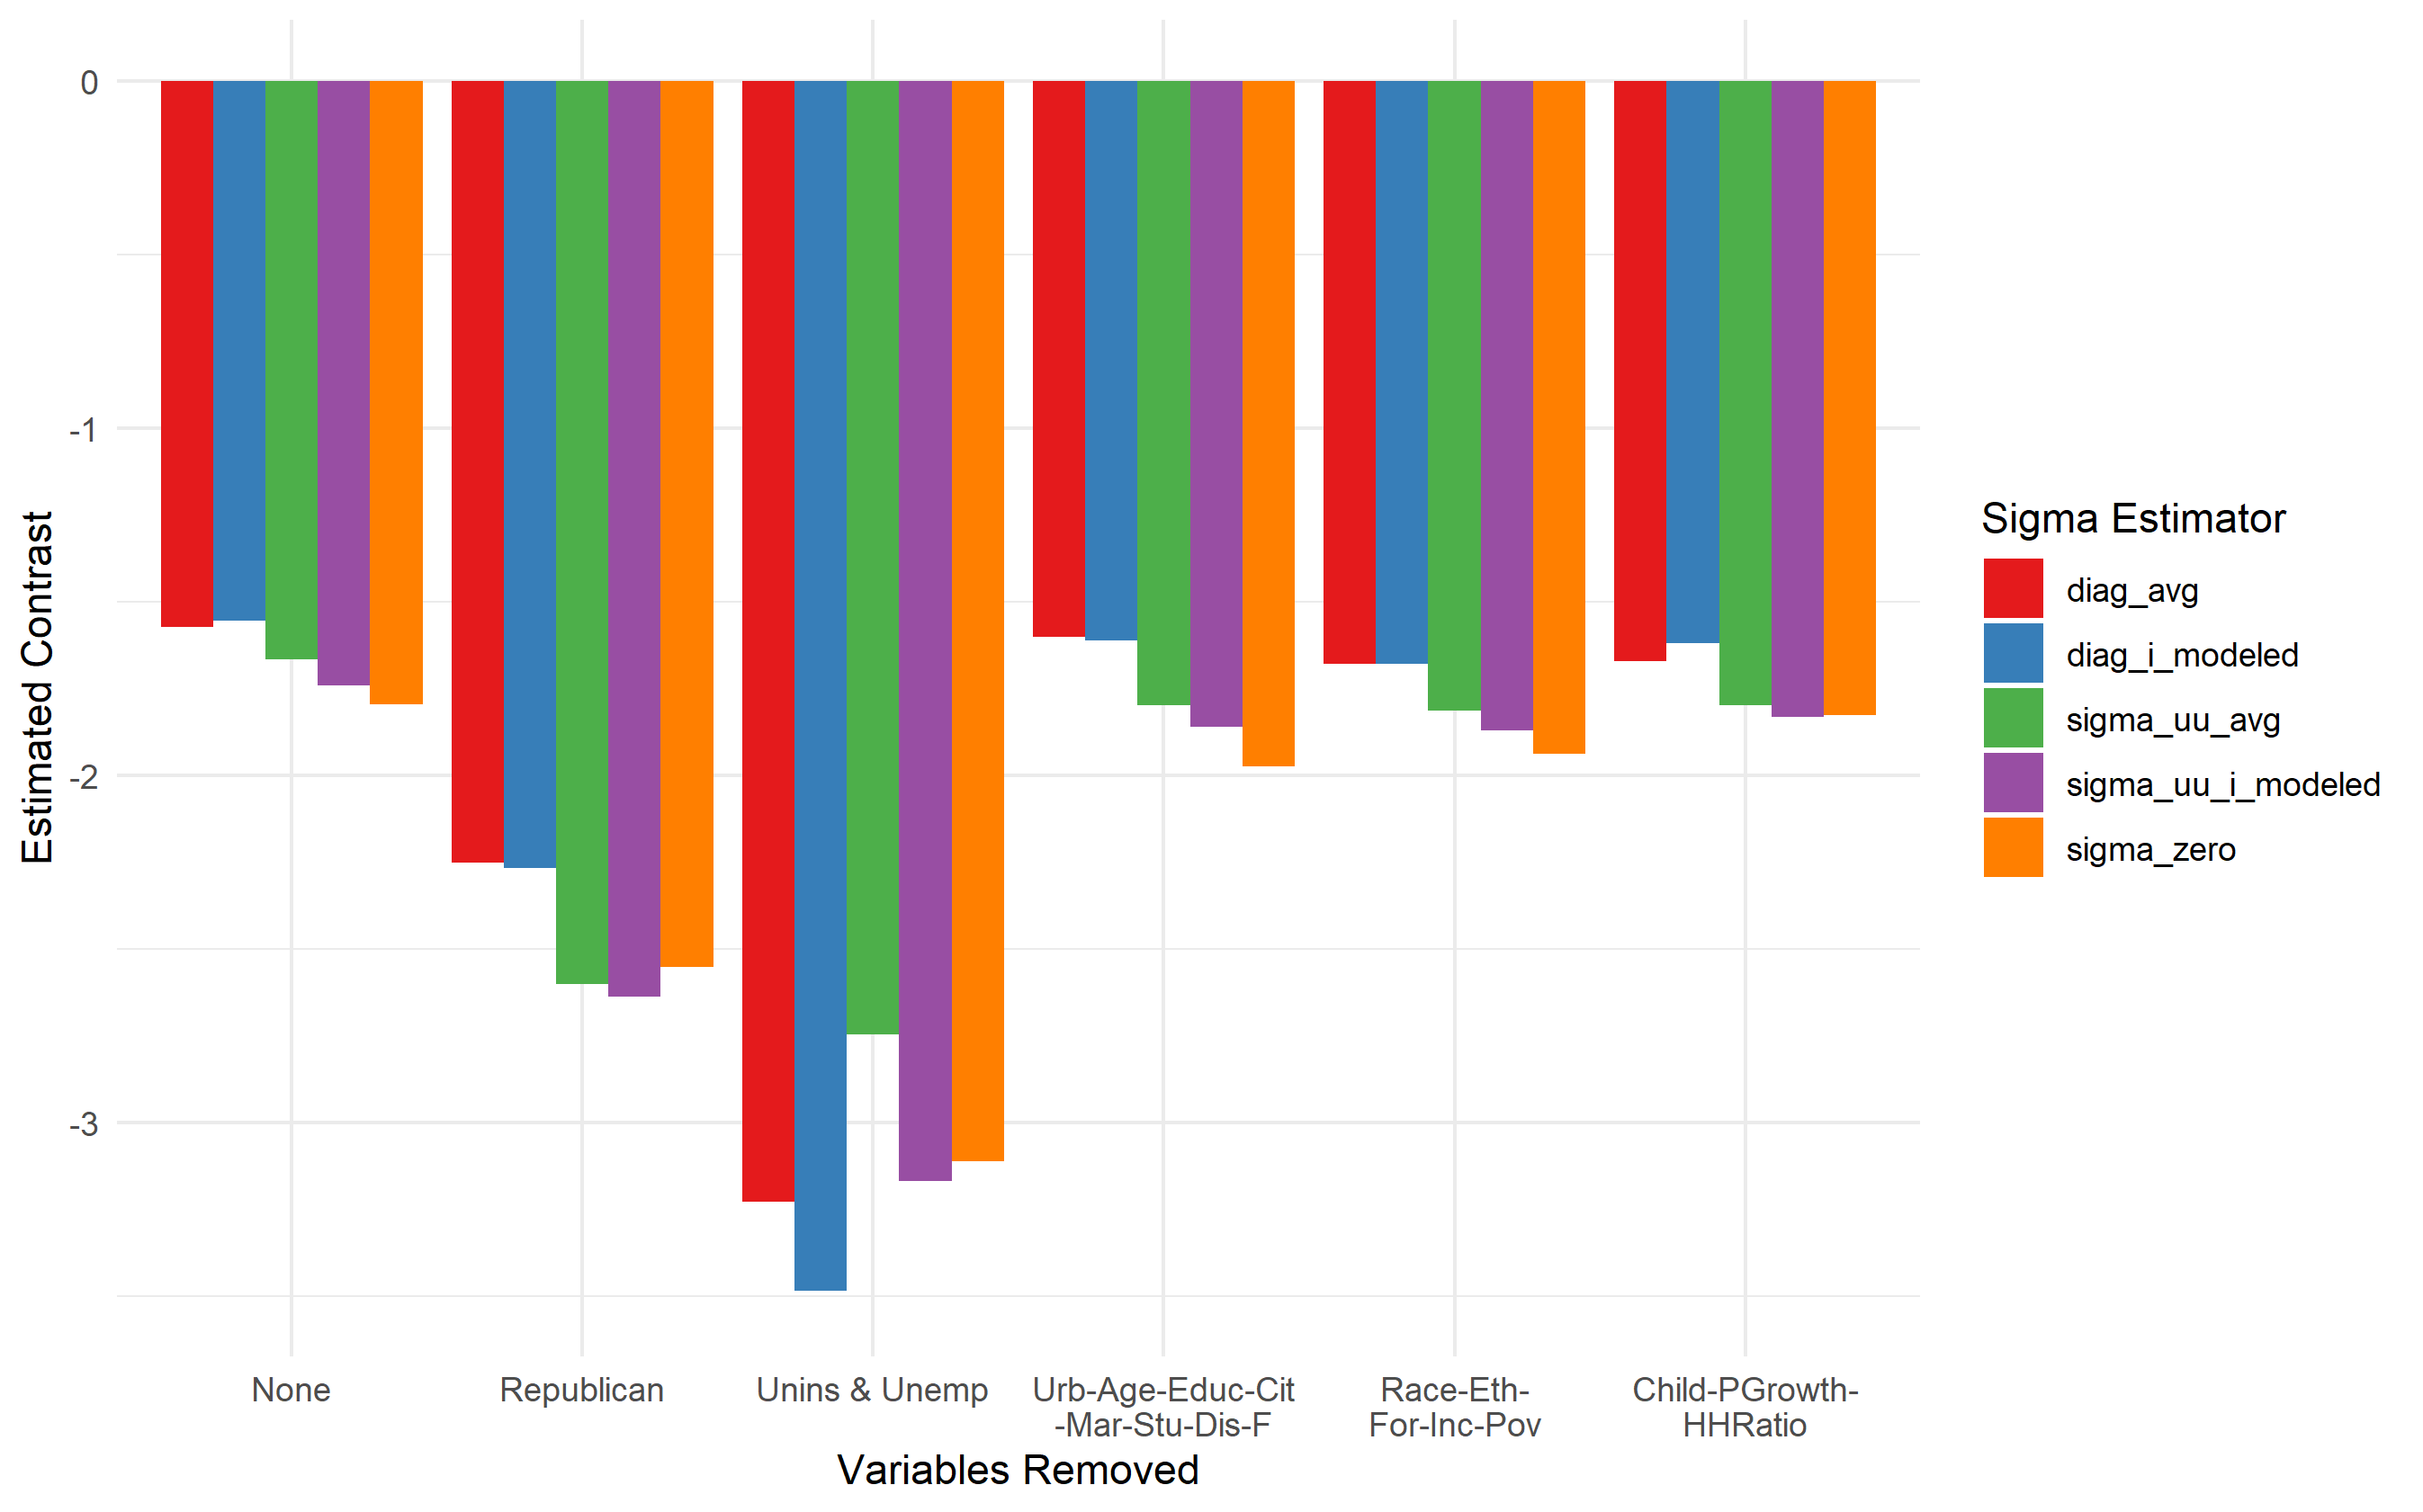 0
-1
-2
-3
Estimated Contrast
None
Republican
Unins & Unemp
Urb-Age-Educ-Cit
-Mar-Stu-Dis-F
Race-Eth-
For-Inc-Pov
Child-PGrowth-
HHRatio
Variables Removed
Sigma Estimator
diag_avg
diag_i_modeled
sigma_uu_avg
sigma_uu_i_modeled
sigma_zero